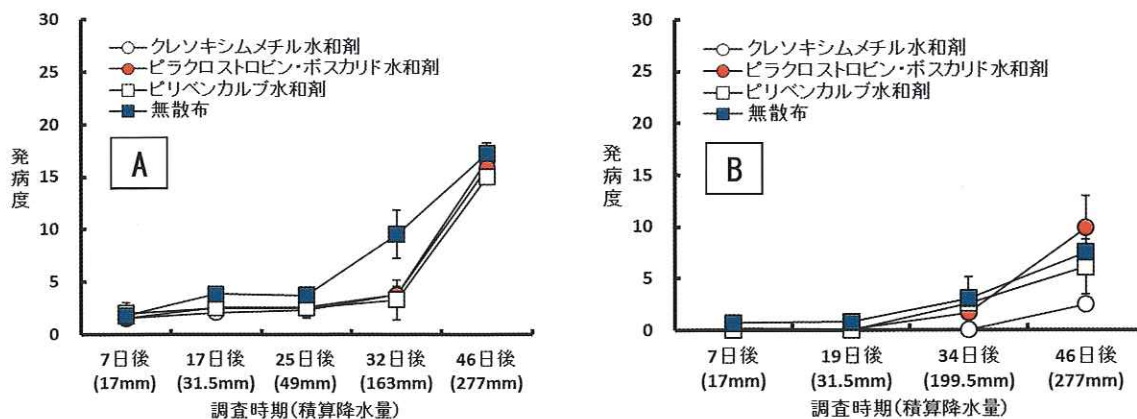 30
25
20
15
10
5
0
発病度
クレソキシムメチル水和剤
ピラクロストロビン・ボスカリド水和剤
ピリベンカルブ水和剤
無散布
A
7日後 17日後 25日後 32日後 46日後
(17mm) (31.5mm) (49mm) (163mm) (277mm)
調査時期(積算降水量)
30
25
20
15
10
5
0
発病度
クレソキシムメチル水和剤
ピラクロストロビン・ボスカリド水和剤
ピリベンカルブ水和剤
無散布
B
7日後 19日後 34日後 46日後
(17mm) (31.5mm) (199.5mm) (277mm)
調査時期(積算降水量)